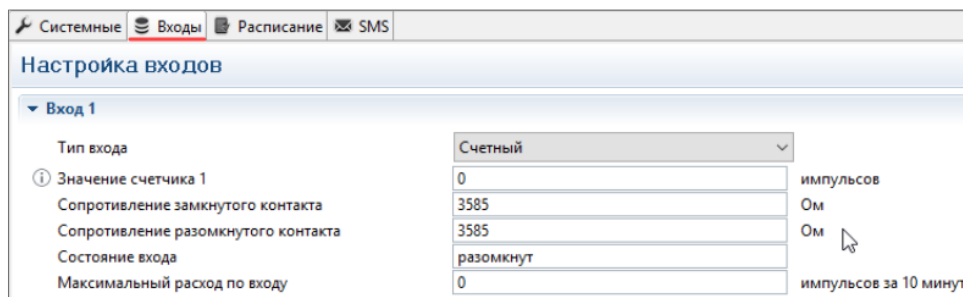 Системные Входы Расписание SMS
Настройка входов
Вход 1
Тип входа Счетный
Значение счетчика 1 0 импульсов
Сопротивление замкнутого контакта 3585 Ом
Сопротивление разомкнутого контакта 3585 Ом
Состояние входа разомкнут
Максимальный расход по входу 0 импульсов за 10 минут